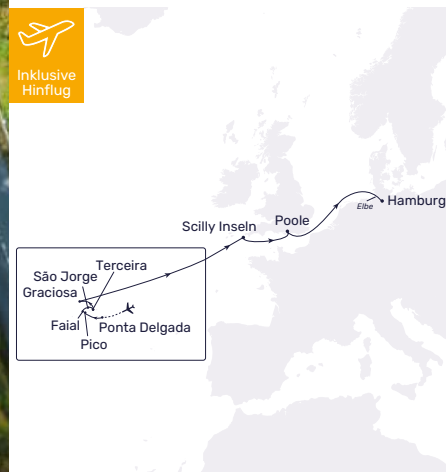 Inklusive
Hinflug
Hamburg
Elbe
Poole
Scilly Inseln
Terceira
São Jorge
Graciosa
Faial
Ponta Delgada
Pico